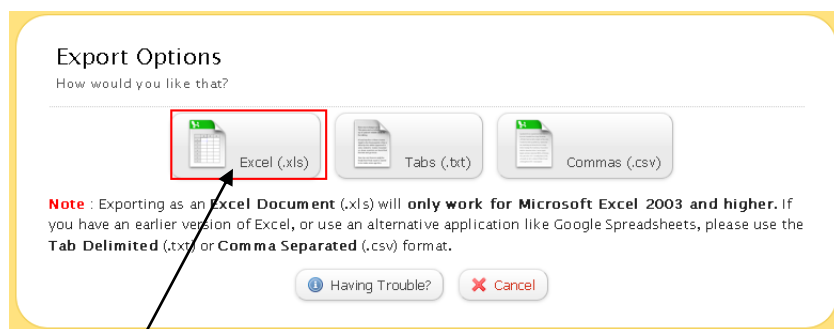 Export Options
How would you like that?
Excel (.xls) Tabs (.txt) Commas (.csv)
Note : Exporting as an Excel Document (.xls) will only work for Microsoft Excel 2003 and higher. If
you have an earlier version of Excel, or use an alternative application like Google Spreadsheets, please use the
Tab Delimited (.txt) or Comma Separated (.csv) format.
Having Trouble? Cancel